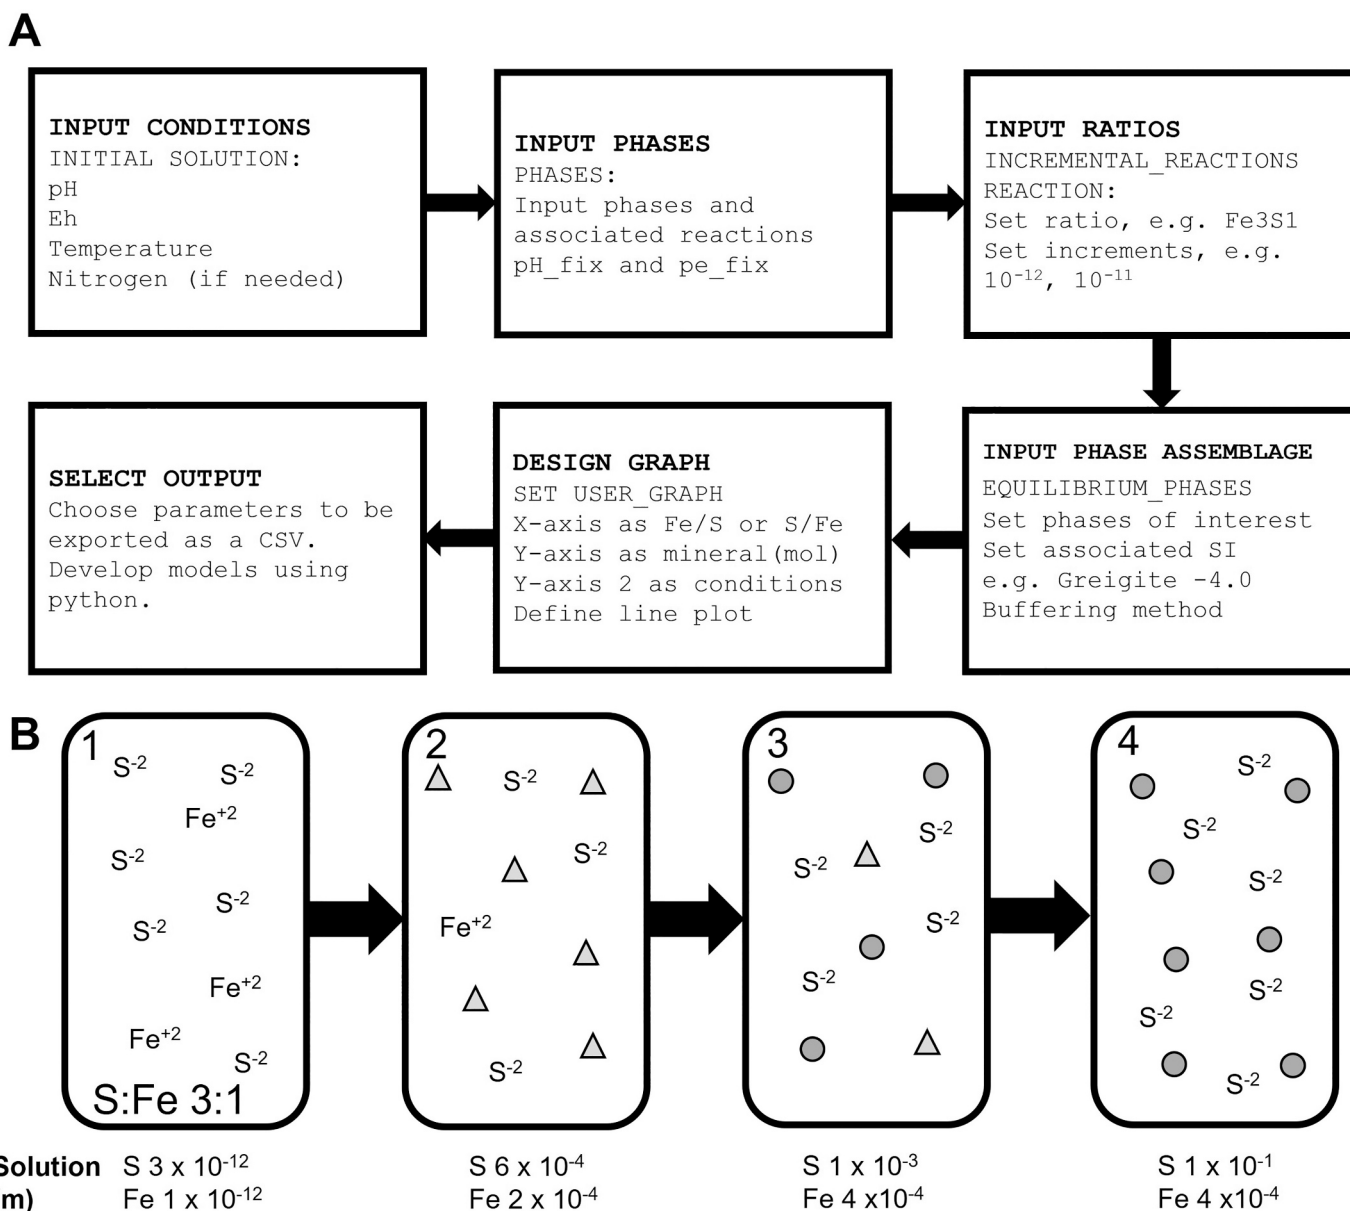 A
INPUT CONDITIONS
INITIAL SOLUTION:
pH
Eh
Temperature
Nitrogen (if needed)
INPUT PHASES
PHASES:
Input phases and
associated reactions
pH_fix and pe_fix
INPUT RATIOS
INCREMENTAL_REACTIONS
REACTION:
Set ratio, e.g. Fe3S1
Set increments, e.g.
10⁻¹², 10⁻¹¹
INPUT PHASE ASSEMBLAGE
EQUILIBRIUM_PHASES
Set phases of interest
Set associated SI
e.g. Greigite -4.0
Buffering method
DESIGN GRAPH
SET USER_GRAPH
X-axis as Fe/S or S/Fe
Y-axis as mineral(mol)
Y-axis 2 as conditions
Define line plot
SELECT OUTPUT
Choose parameters to be
exported as a CSV.
Develop models using
python.
B
1
S⁻²
S⁻²
Fe⁺²
S⁻²
S⁻²
S⁻²
Fe⁺²
Fe⁺²
S⁻²
S:Fe 3:1
2
S⁻²
S⁻²
Fe⁺²
S⁻²
3
S⁻²
S⁻²
S⁻²
S⁻²
4
S⁻²
S⁻²
S⁻²
S⁻²
S⁻²
S⁻²
Solution
m)
S 3 x 10⁻¹²
Fe 1 x 10⁻¹²
S 6 x 10⁻⁴
Fe 2 x 10⁻⁴
S 1 x 10⁻³
Fe 4 x10⁻⁴
S 1 x 10⁻¹
Fe 4 x10⁻⁴